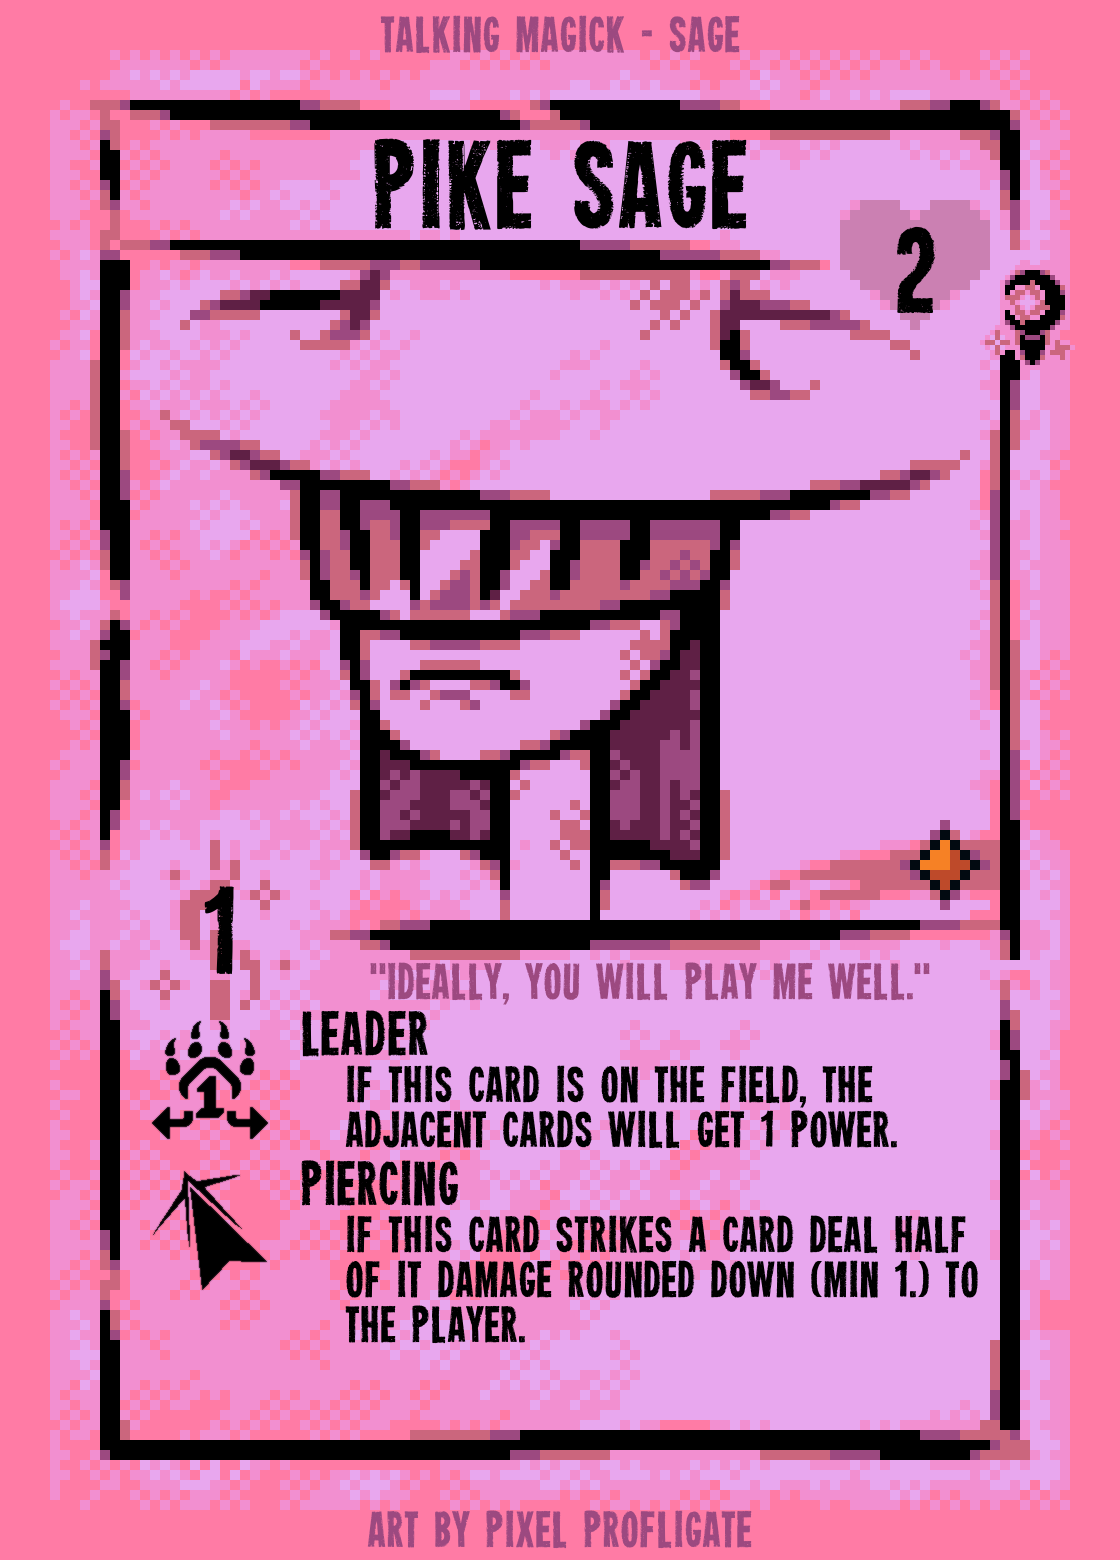 TALKING MAGICK - SAGE
PIKE SAGE
2
1
"IDEALLY, YOU WILL PLAY ME WELL."
LEADER
1
IF THIS CARD IS ON THE FIELD, THE
ADJACENT CARDS WILL GET 1 POWER.
PIERCING
IF THIS CARD STRIKES A CARD DEAL HALF
OF IT DAMAGE ROUNDED DOWN (MIN 1.) TO
THE PLAYER.
ART BY PIXEL PROFLIGATE